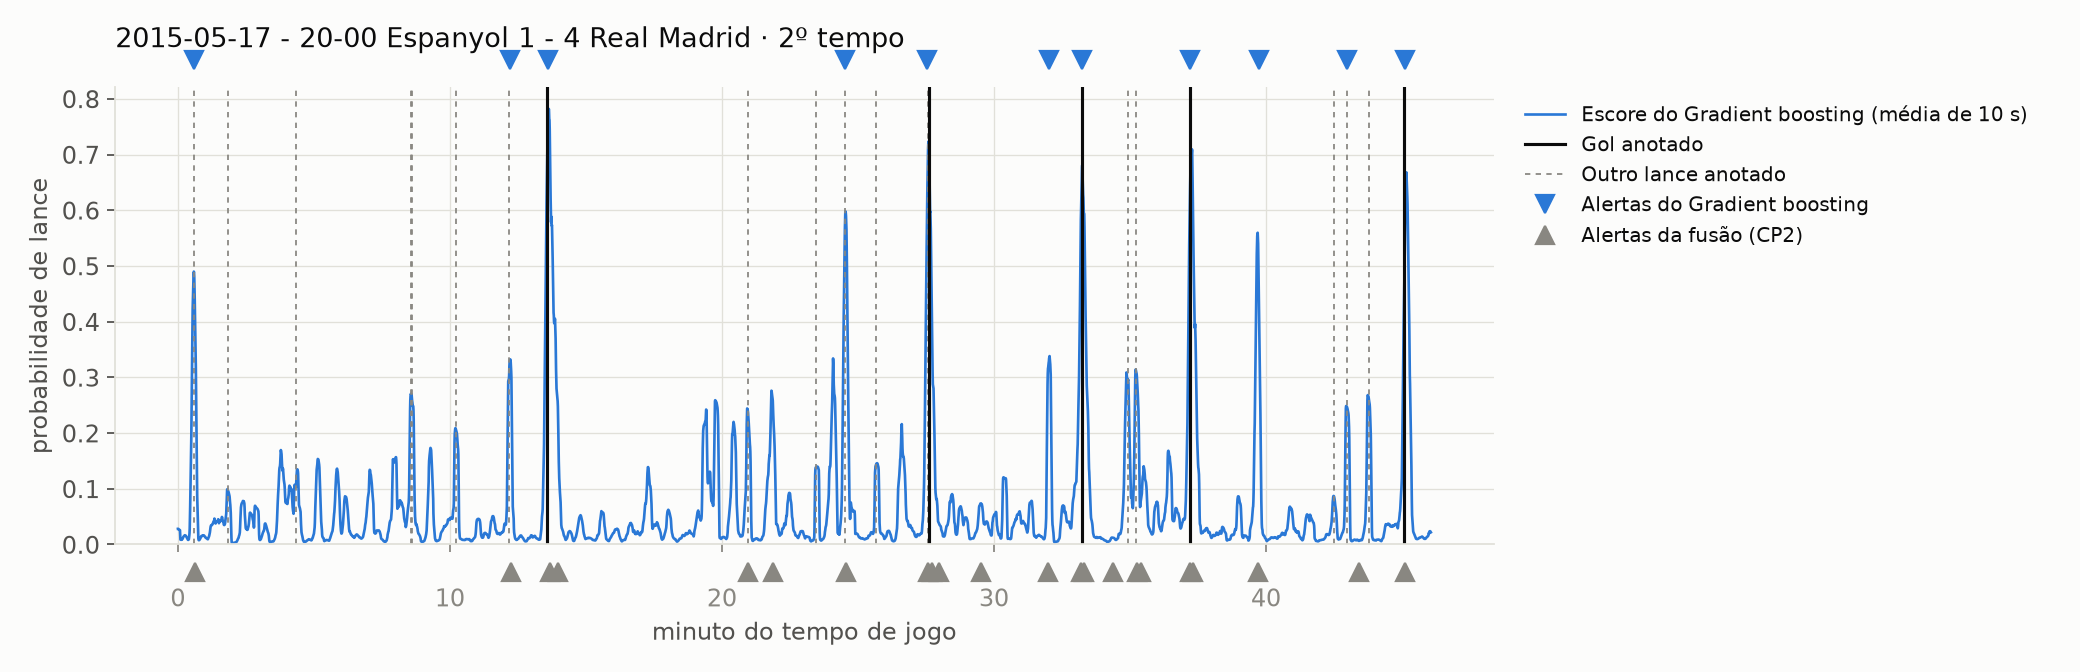 2015-05-17 - 20-00 Espanyol 1 - 4 Real Madrid · 2º tempo
probabilidade de lance
0.8
0.7
0.6
0.5
0.4
0.3
0.2
0.1
0.0
0 10 20 30 40
minuto do tempo de jogo
Escore do Gradient boosting (média de 10 s)
Gol anotado
Outro lance anotado
Alertas do Gradient boosting
Alertas da fusão (CP2)